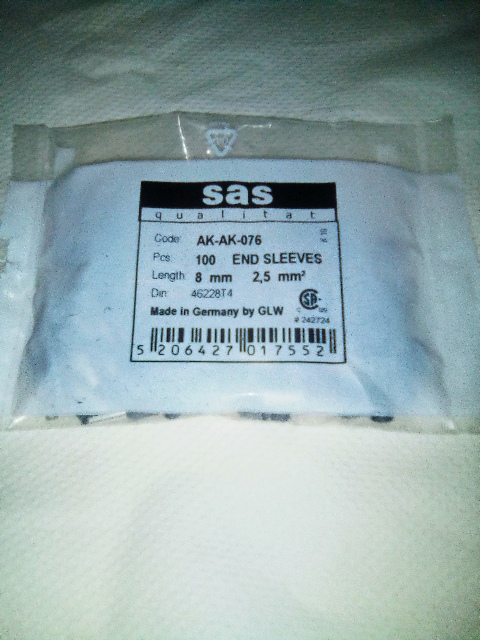 sas
qualitat
Code: AK-AK-076
Pcs: 100 END SLEEVES
Length: 8 mm 2,5 mm²
Din: 46228T4
Made in Germany by GLW
# 242724
5 206427 017552